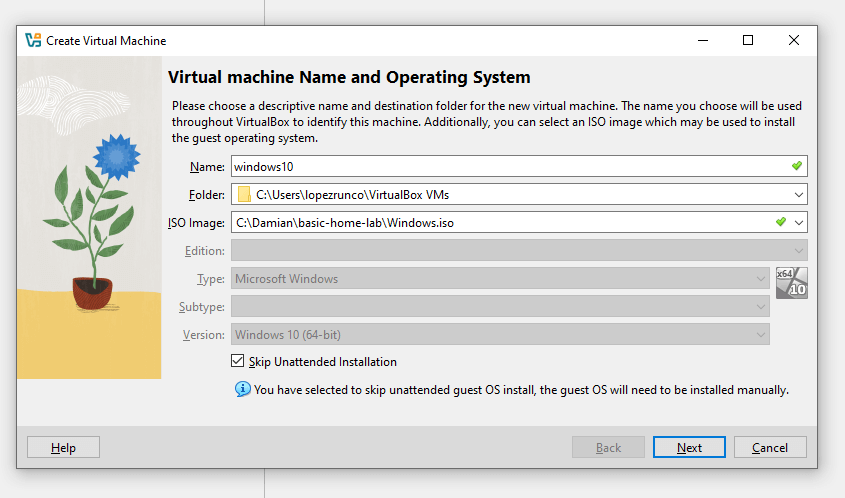 Create Virtual Machine
Virtual machine Name and Operating System
Please choose a descriptive name and destination folder for the new virtual machine. The name you choose will be used
throughout VirtualBox to identify this machine. Additionally, you can select an ISO image which may be used to install
the guest operating system.
Name: windows10
Folder: C:\Users\lopezrunco\VirtualBox VMs
ISO Image: C:\Damian\basic-home-lab\Windows.iso
Edition:
Type: Microsoft Windows
x64
10
Subtype:
Version: Windows 10 (64-bit)
Skip Unattended Installation
You have selected to skip unattended guest OS install, the guest OS will need to be installed manually.
Help Back Next Cancel